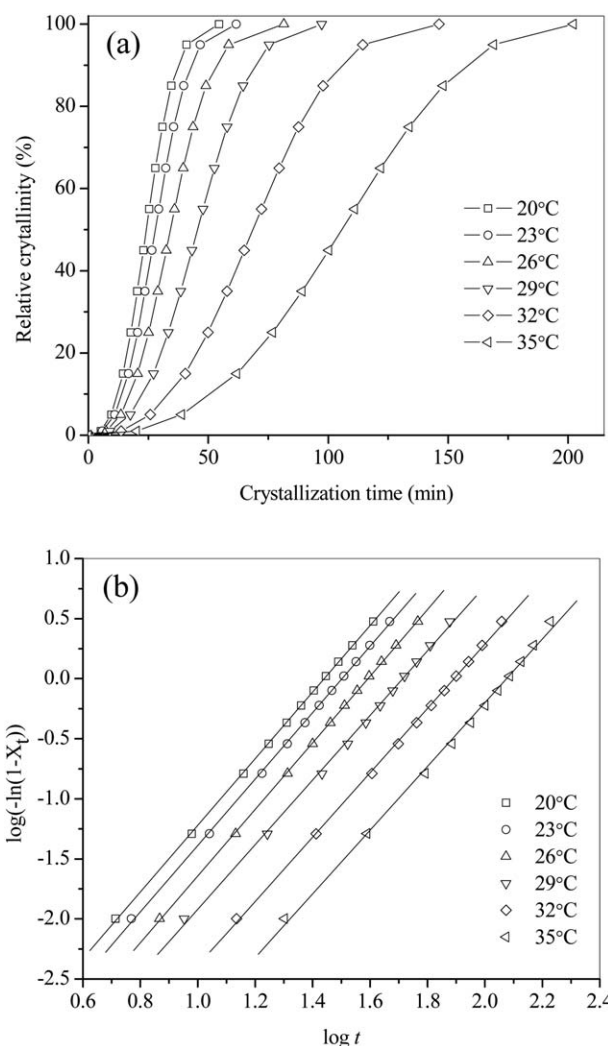 (a)
100
80
60
40
20
0
Relative crytallinity (%)
20°C
23°C
26°C
29°C
32°C
35°C
0 50 100 150 200
Crystallization time (min)
(b)
1.0
0.5
0.0
-0.5
-1.0
-1.5
-2.0
-2.5
log(-ln(1-Xt))
20°C
23°C
26°C
29°C
32°C
35°C
0.6 0.8 1.0 1.2 1.4 1.6 1.8 2.0 2.2 2.4
log t